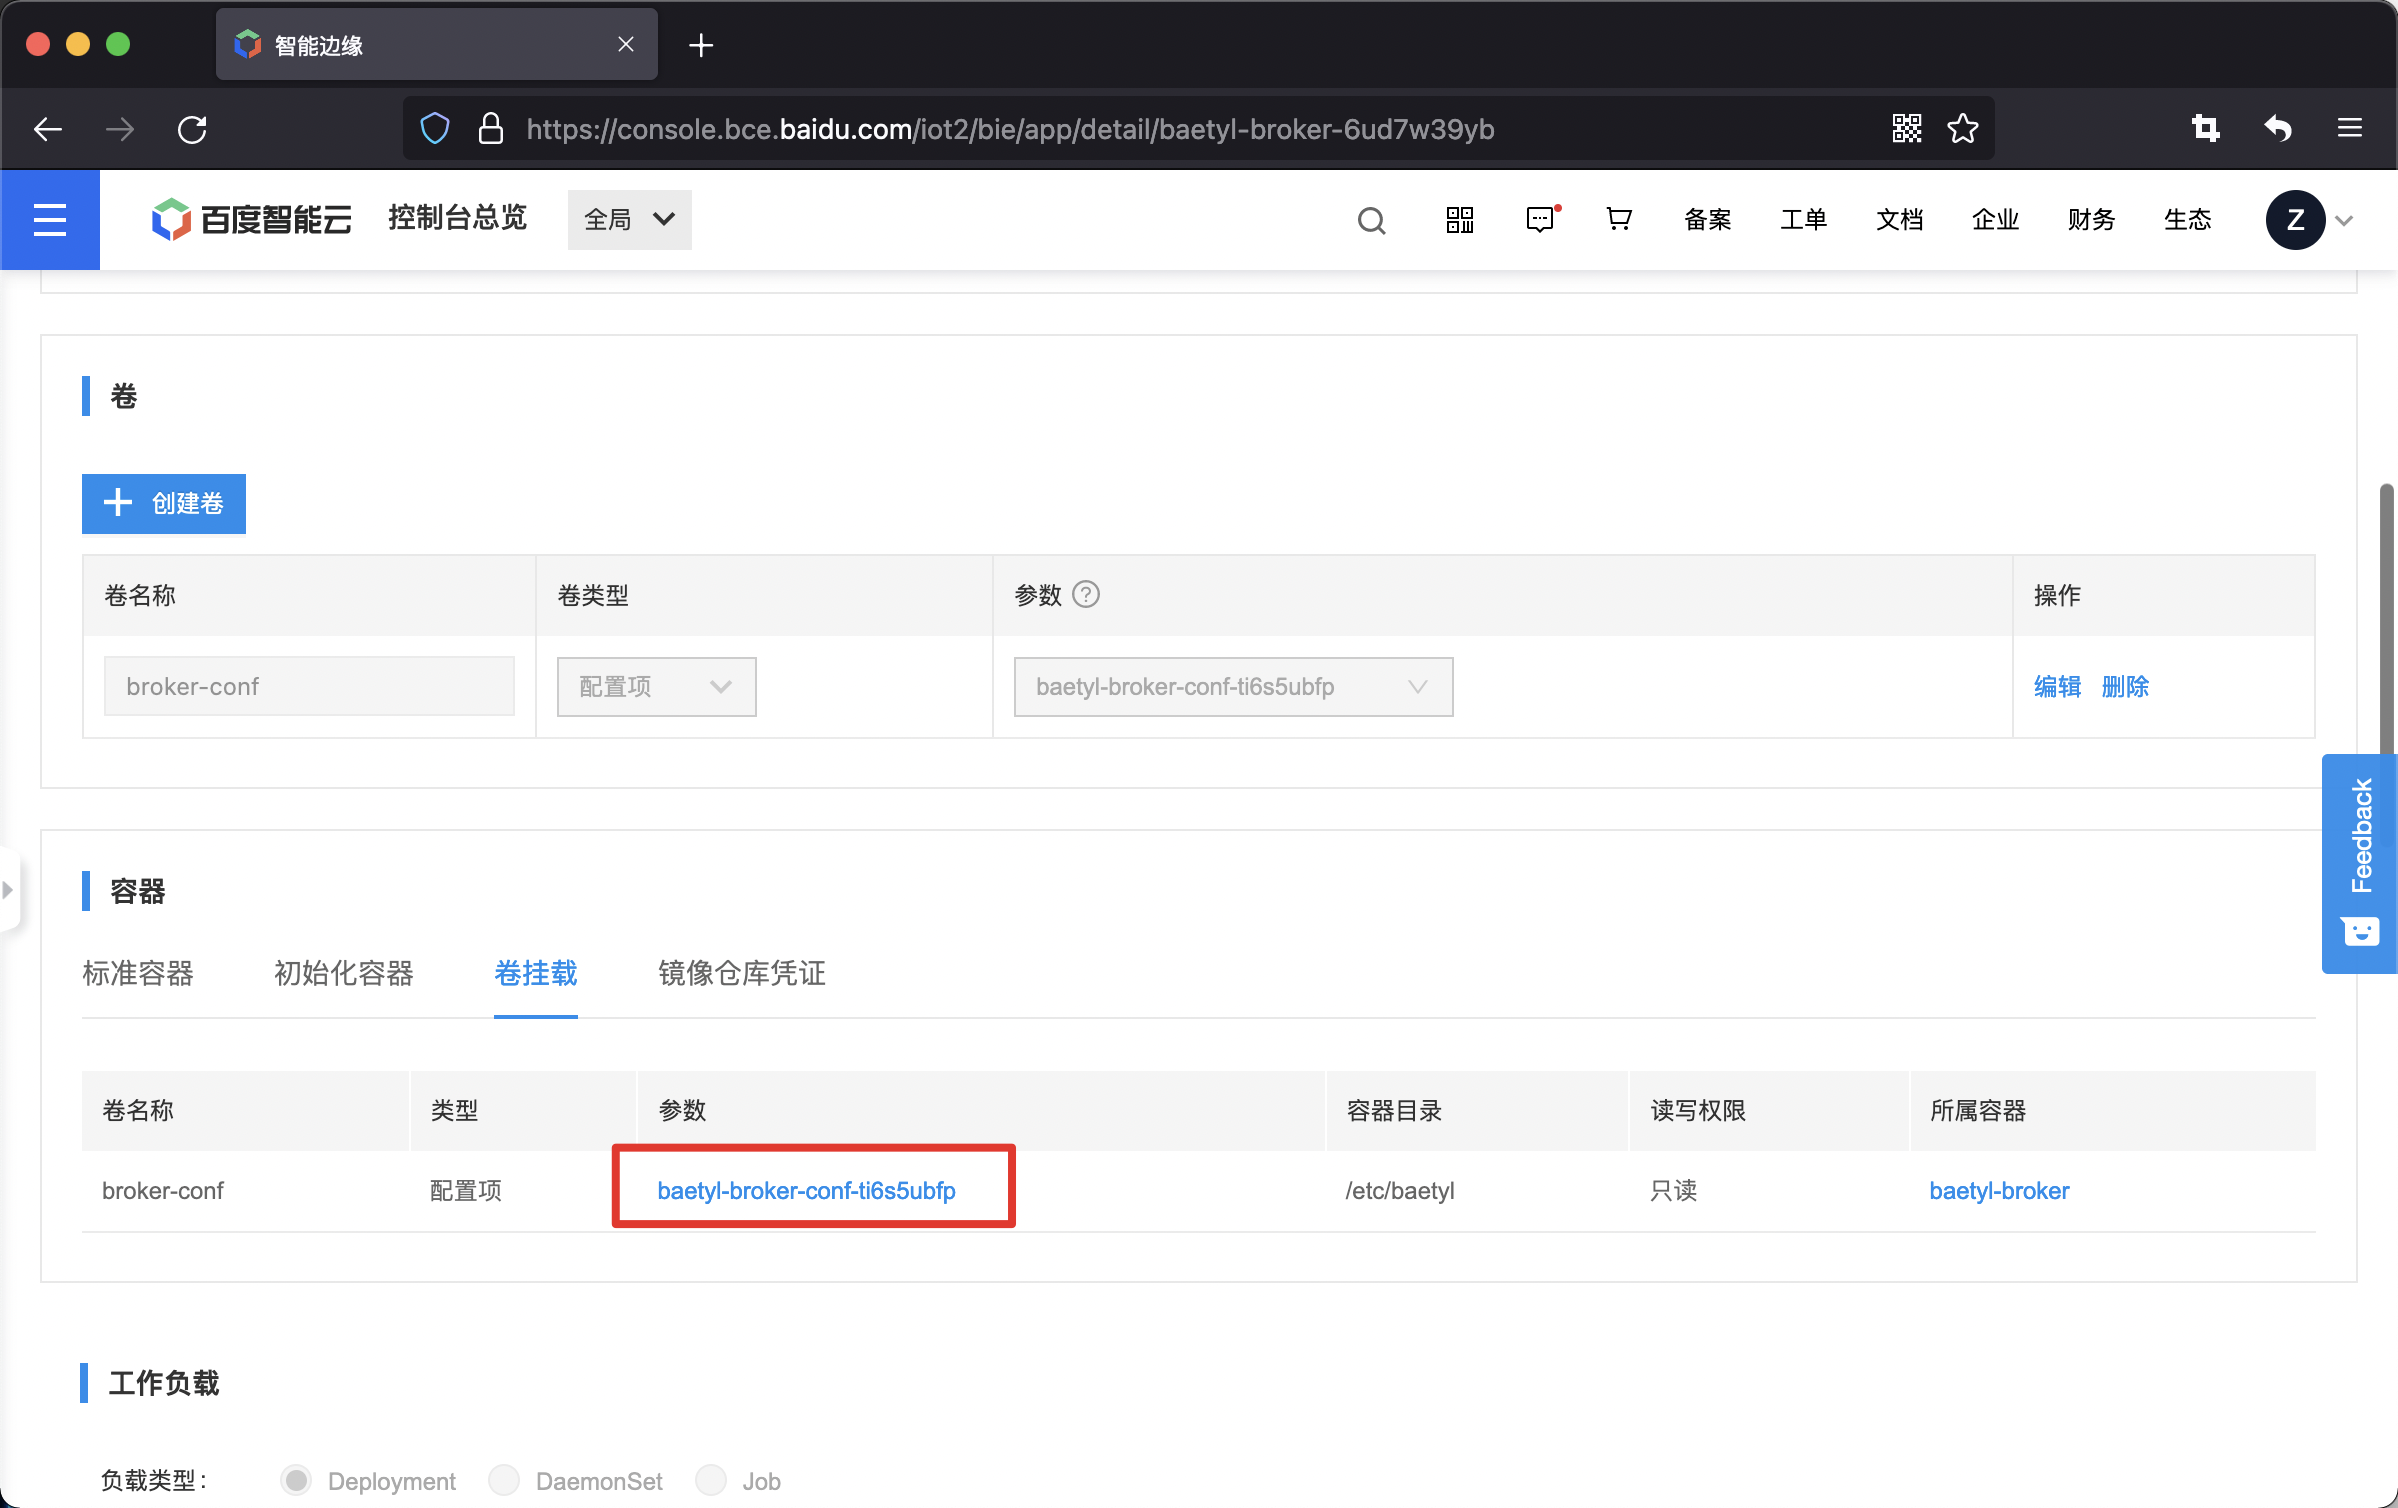 智能边缘
https://console.bce.baidu.com/iot2/bie/app/detail/baetyl-broker-6ud7w39yb
百度智能云 控制台总览 全局 备案 工单 文档 企业 财务 生态 Z
卷
创建卷
卷名称 卷类型 参数 ? 操作
broker-conf 配置项 baetyl-broker-conf-ti6s5ubfp 编辑 删除
Feedback
容器
标准容器 初始化容器 卷挂载 镜像仓库凭证
卷名称 类型 参数 容器目录 读写权限 所属容器
broker-conf 配置项 baetyl-broker-conf-ti6s5ubfp /etc/baetyl 只读 baetyl-broker
工作负载
负载类型： Deployment DaemonSet Job